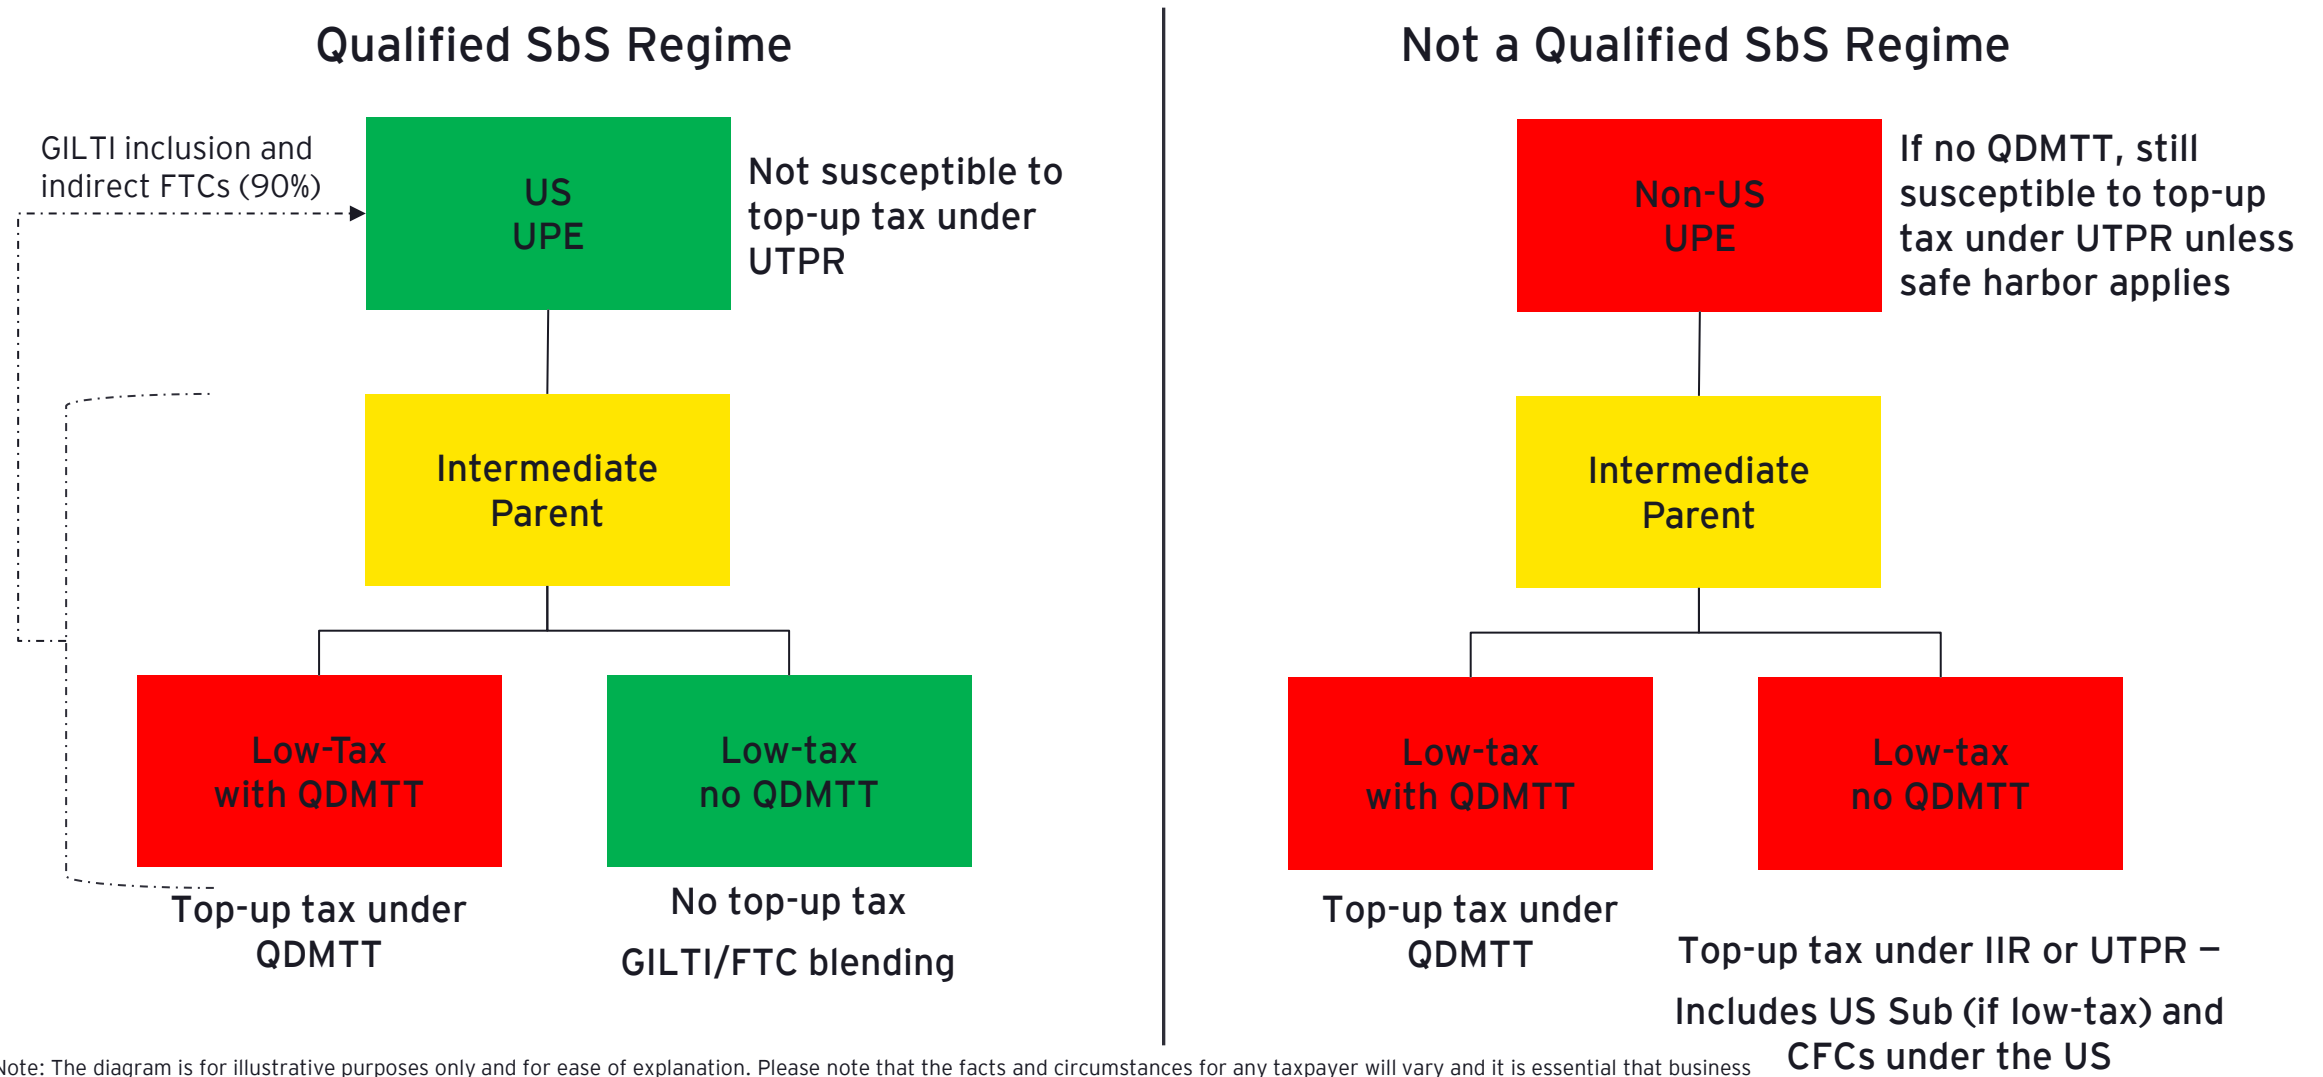 Qualified SbS Regime
GILTI inclusion and
indirect FTCs (90%)
US
UPE
Not susceptible to
top-up tax under
UTPR
Intermediate
Parent
Low-Tax
with QDMTT
Low-tax
no QDMTT
Top-up tax under
QDMTT
No top-up tax
GILTI/FTC blending
Not a Qualified SbS Regime
Non-US
UPE
If no QDMTT, still
susceptible to top-up
tax under UTPR unless
safe harbor applies
Intermediate
Parent
Low-tax
with QDMTT
Low-tax
no QDMTT
Top-up tax under
QDMTT
Top-up tax under IIR or UTPR –
Includes US Sub (if low-tax) and
CFCs under the US
Note: The diagram is for illustrative purposes only and for ease of explanation. Please note that the facts and circumstances for any taxpayer will vary and it is essential that business